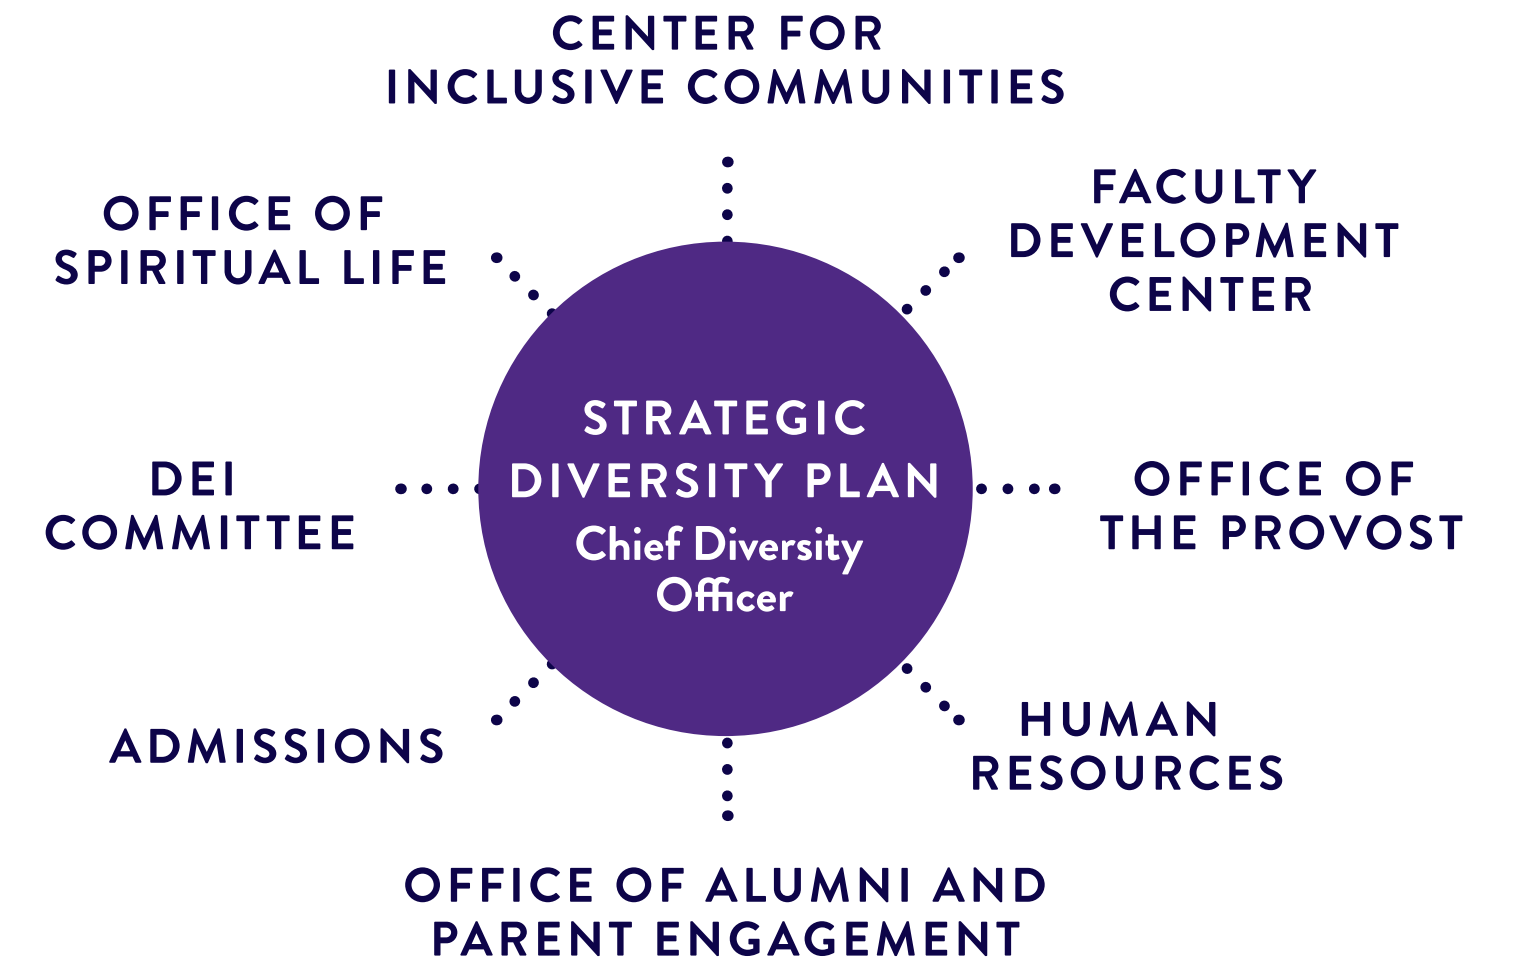 CENTER FOR
INCLUSIVE COMMUNITIES
FACULTY
DEVELOPMENT
CENTER
OFFICE OF
SPIRITUAL LIFE
STRATEGIC
DIVERSITY PLAN
Chief Diversity
Officer
DEI
COMMITTEE
OFFICE OF
THE PROVOST
ADMISSIONS
HUMAN
RESOURCES
OFFICE OF ALUMNI AND
PARENT ENGAGEMENT